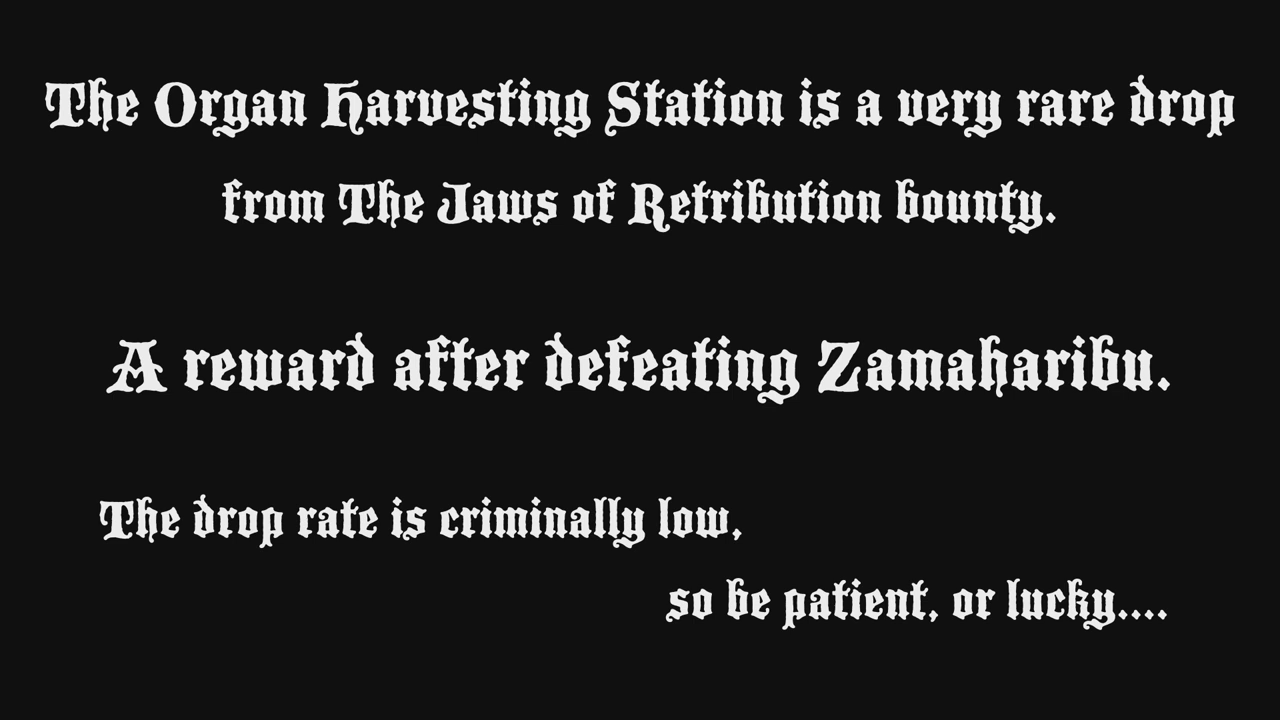 The Organ Harvesting Station is a very rare drop
from The Jaws of Retribution bounty.
A reward after defeating Zamaharibu.
The drop rate is criminally low,
so be patient, or lucky....